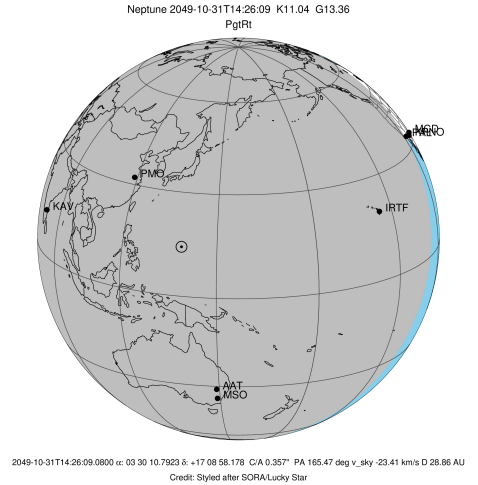 Neptune 2049-10-31T14:26:09  K11.04  G13.36
PgtRt
MCD
PMO
KAV
IRTF
AAT
MSO
2049-10-31T14:26:09.0800 α: 03 30 10.7923 δ: +17 08 58.178  C/A 0.357"  PA 165.47 deg v_sky -23.41 km/s D 28.86 AU
Credit: Styled after SORA/Lucky Star